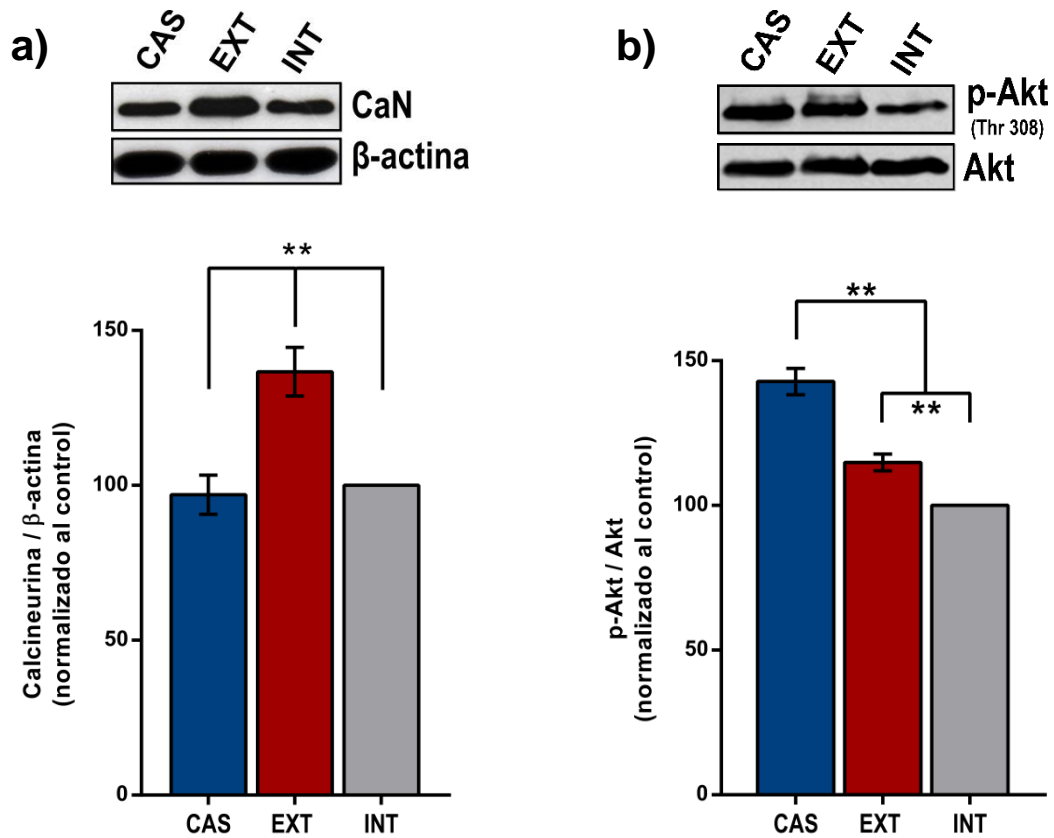 a)
CAS EXT INT
CaN
β-actina
**
150
100
50
0
Calcineurina / β-actina
(normalizado al control)
CAS EXT INT
b)
CAS EXT INT
p-Akt
(Thr 308)
Akt
**
**
150
100
50
0
p-Akt / Akt
(normalizado al control)
CAS EXT INT